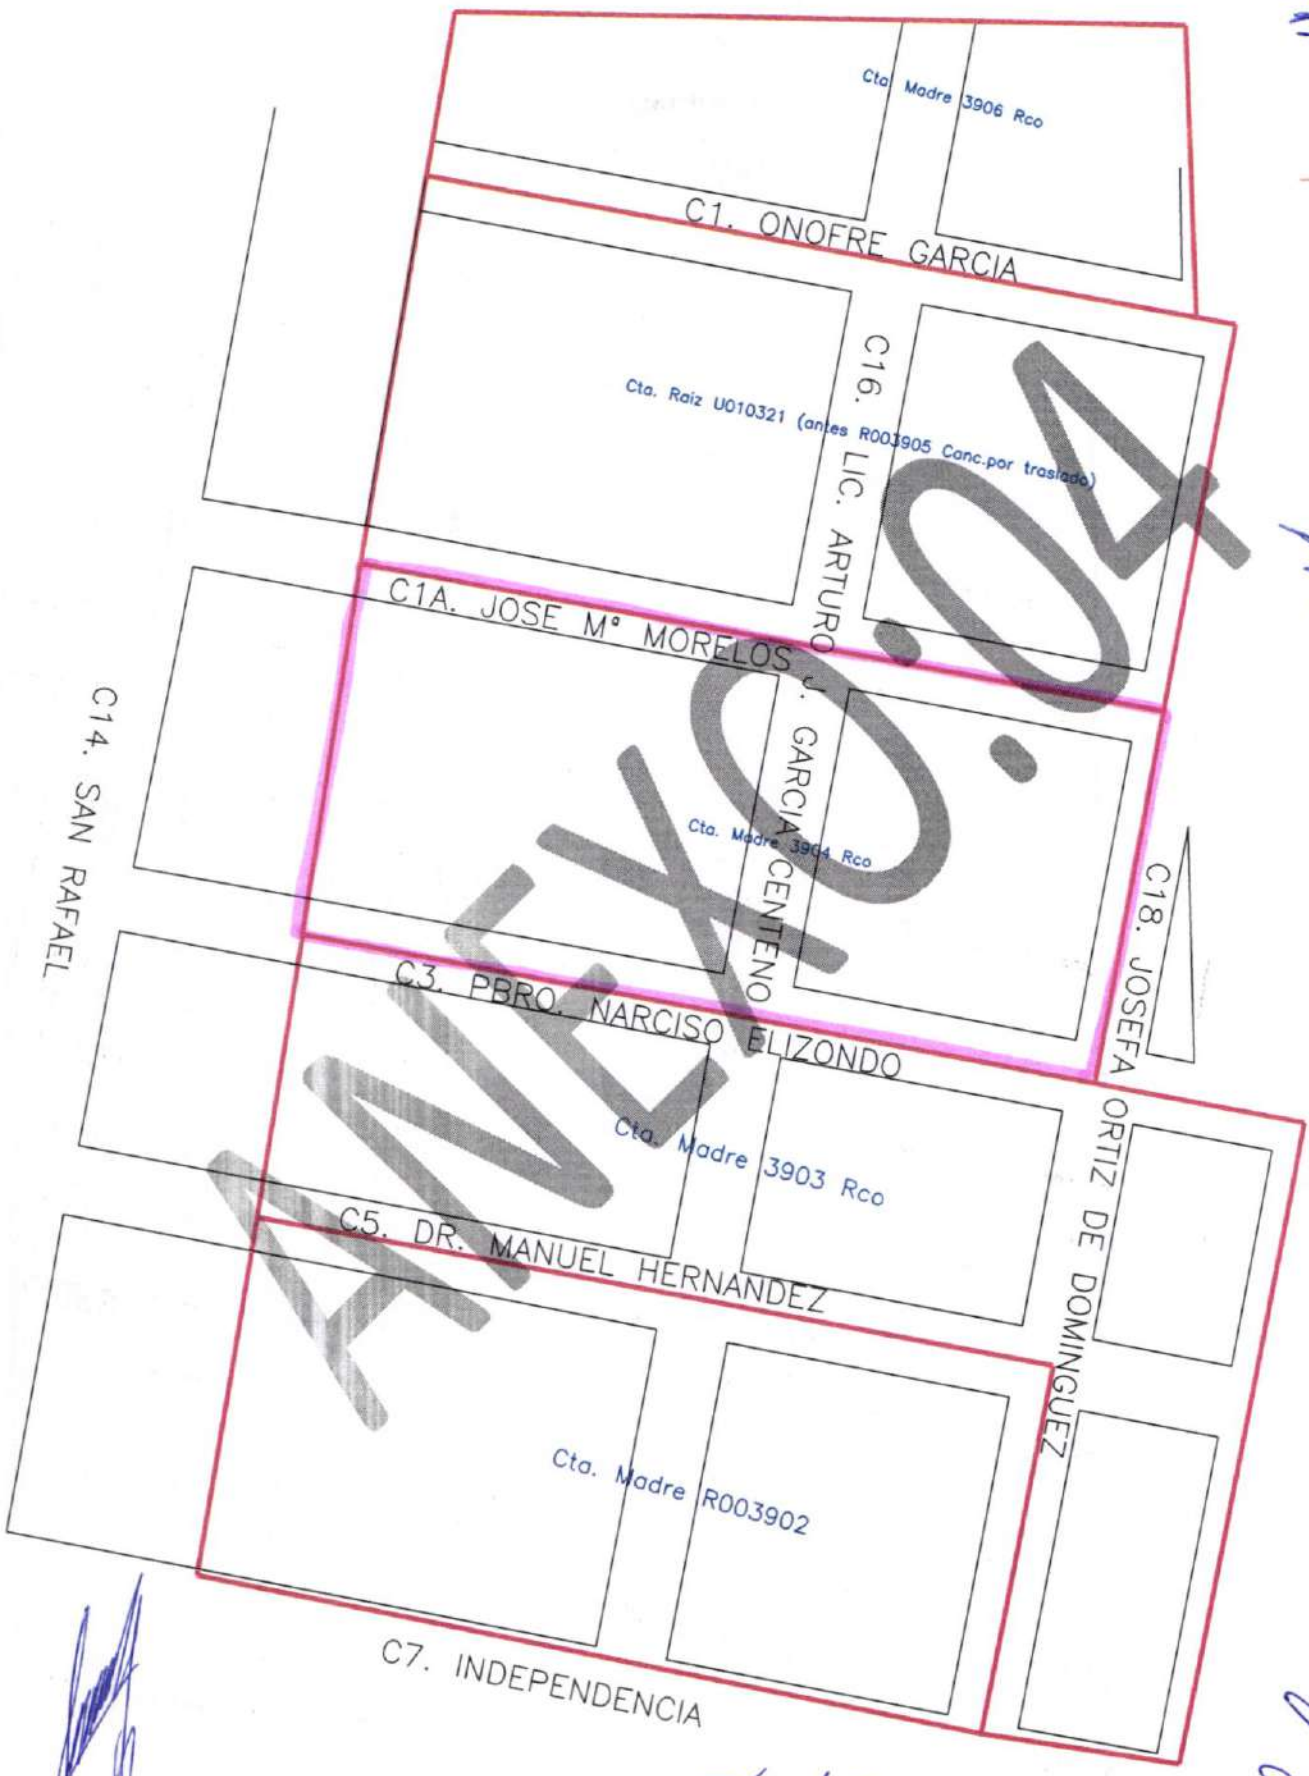 Cta. Madre 3906 Rco
C1. ONOFRE GARCIA
Cta. Raiz U010321 (antes R003905 Canc.por traslado)
C16. LIC. ARTURO J. GARCIA CENTENO
C1A. JOSE Mª MORELOS
Cta. Madre 3904 Rco
C14. SAN RAFAEL
C18. JOSEFA ORTIZ DE DOMINGUEZ
C3. PBRO. NARCISO ELIZONDO
Cta. Madre 3903 Rco
C5. DR. MANUEL HERNANDEZ
Cta. Madre R003902
C7. INDEPENDENCIA
ANEXO:04